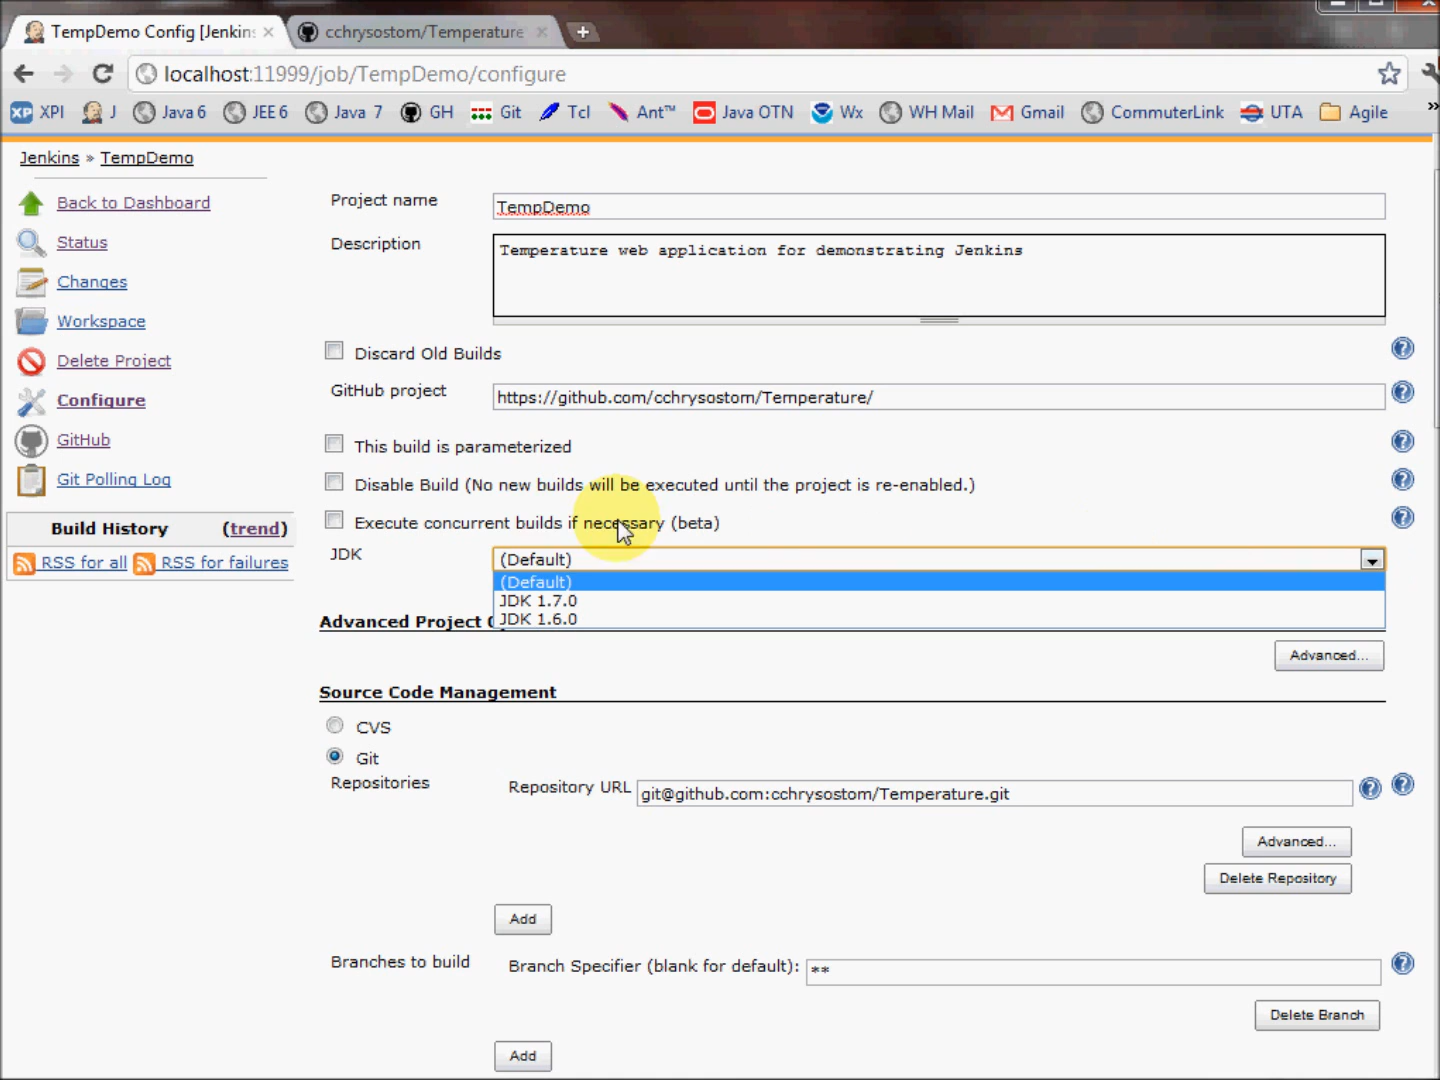 TempDemo Config [Jenkins
cchrysostom/Temperature
localhost:11999/job/TempDemo/configure
XPI J Java 6 JEE 6 Java 7 GH Git Tcl Ant™ Java OTN Wx WH Mail Gmail CommuterLink UTA Agile »
Jenkins » TempDemo
Back to Dashboard
Status
Changes
Workspace
Delete Project
Configure
GitHub
Git Polling Log
Build History (trend)
RSS for all RSS for failures
Project name TempDemo
Description Temperature web application for demonstrating Jenkins
Discard Old Builds
GitHub project https://github.com/cchrysostom/Temperature/
This build is parameterized
Disable Build (No new builds will be executed until the project is re-enabled.)
Execute concurrent builds if necessary (beta)
JDK (Default)
(Default)
JDK 1.7.0
JDK 1.6.0
Advanced Project
Advanced...
Source Code Management
CVS
Git
Repositories Repository URL git@github.com:cchrysostom/Temperature.git
Advanced...
Delete Repository
Add
Branches to build Branch Specifier (blank for default): **
Delete Branch
Add